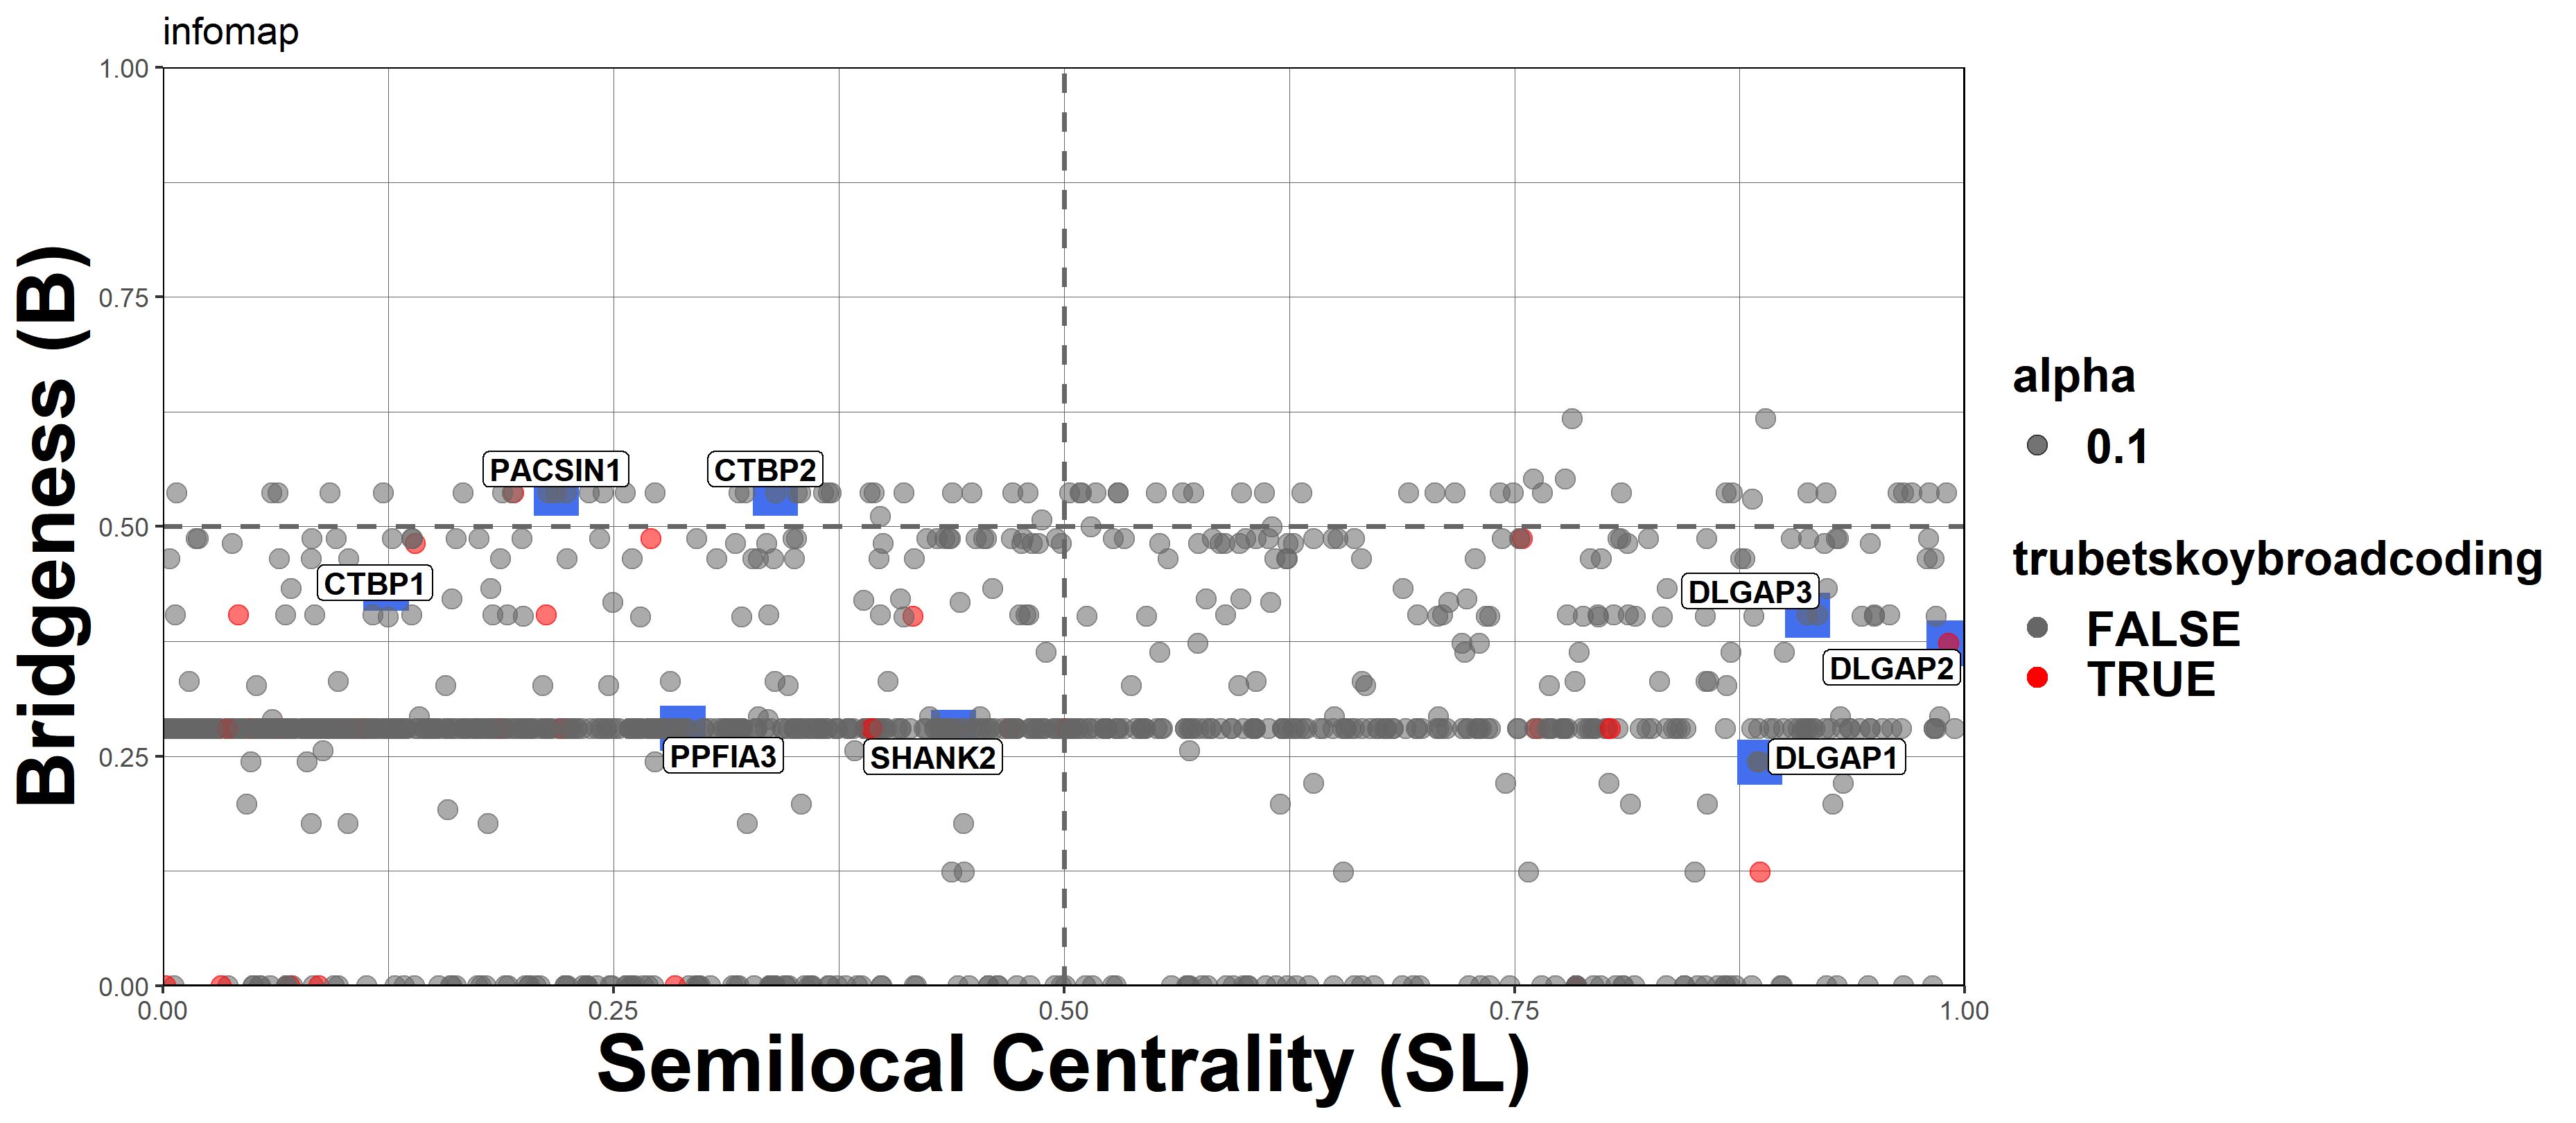 infomap
1.00
0.75
0.50
0.25
0.00
Bridgeness (B)
PACSIN1
CTBP2
CTBP1
DLGAP3
DLGAP2
PPFIA3
SHANK2
DLGAP1
0.00
0.25
0.50
0.75
1.00
Semilocal Centrality (SL)
alpha
0.1
trubetskoybroadcoding
FALSE
TRUE